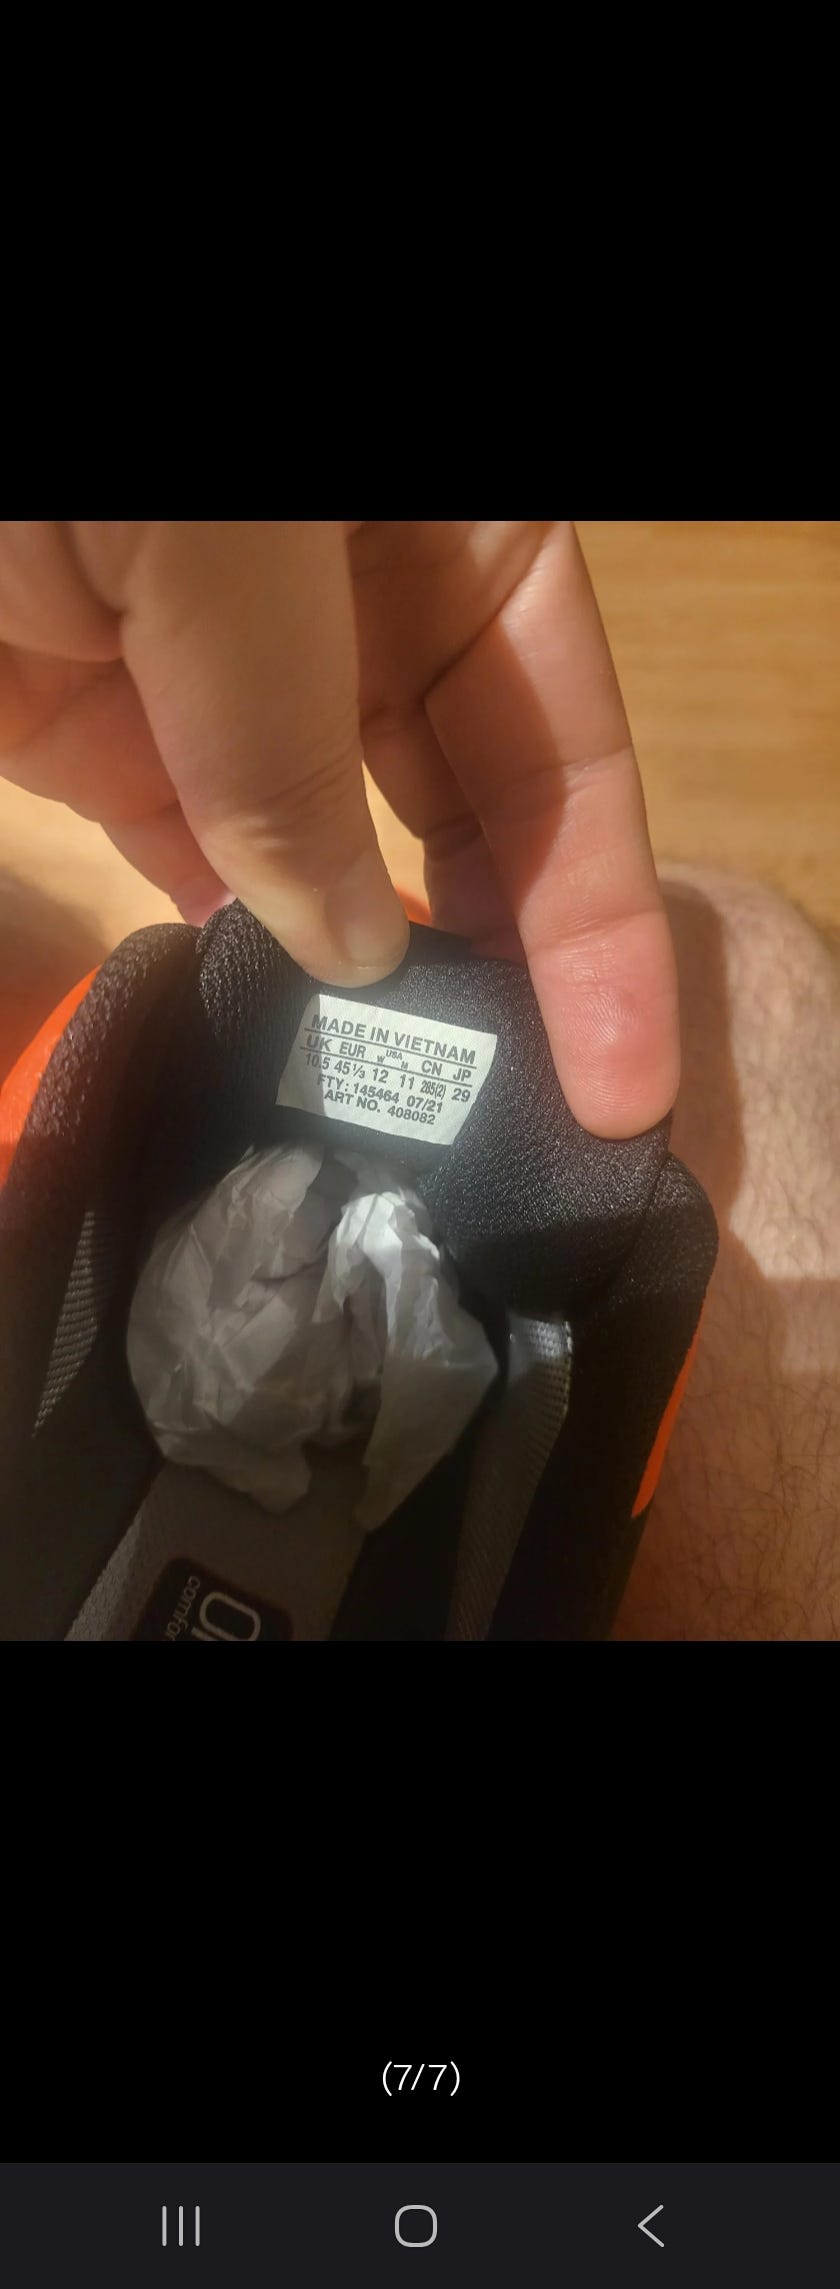 MADE IN VIETNAM
UK EUR W USA M CN JP
10.5 45⅓ 12 11 285(2) 29
FTY: 145464 07/21
ART NO. 408082
(7/7)